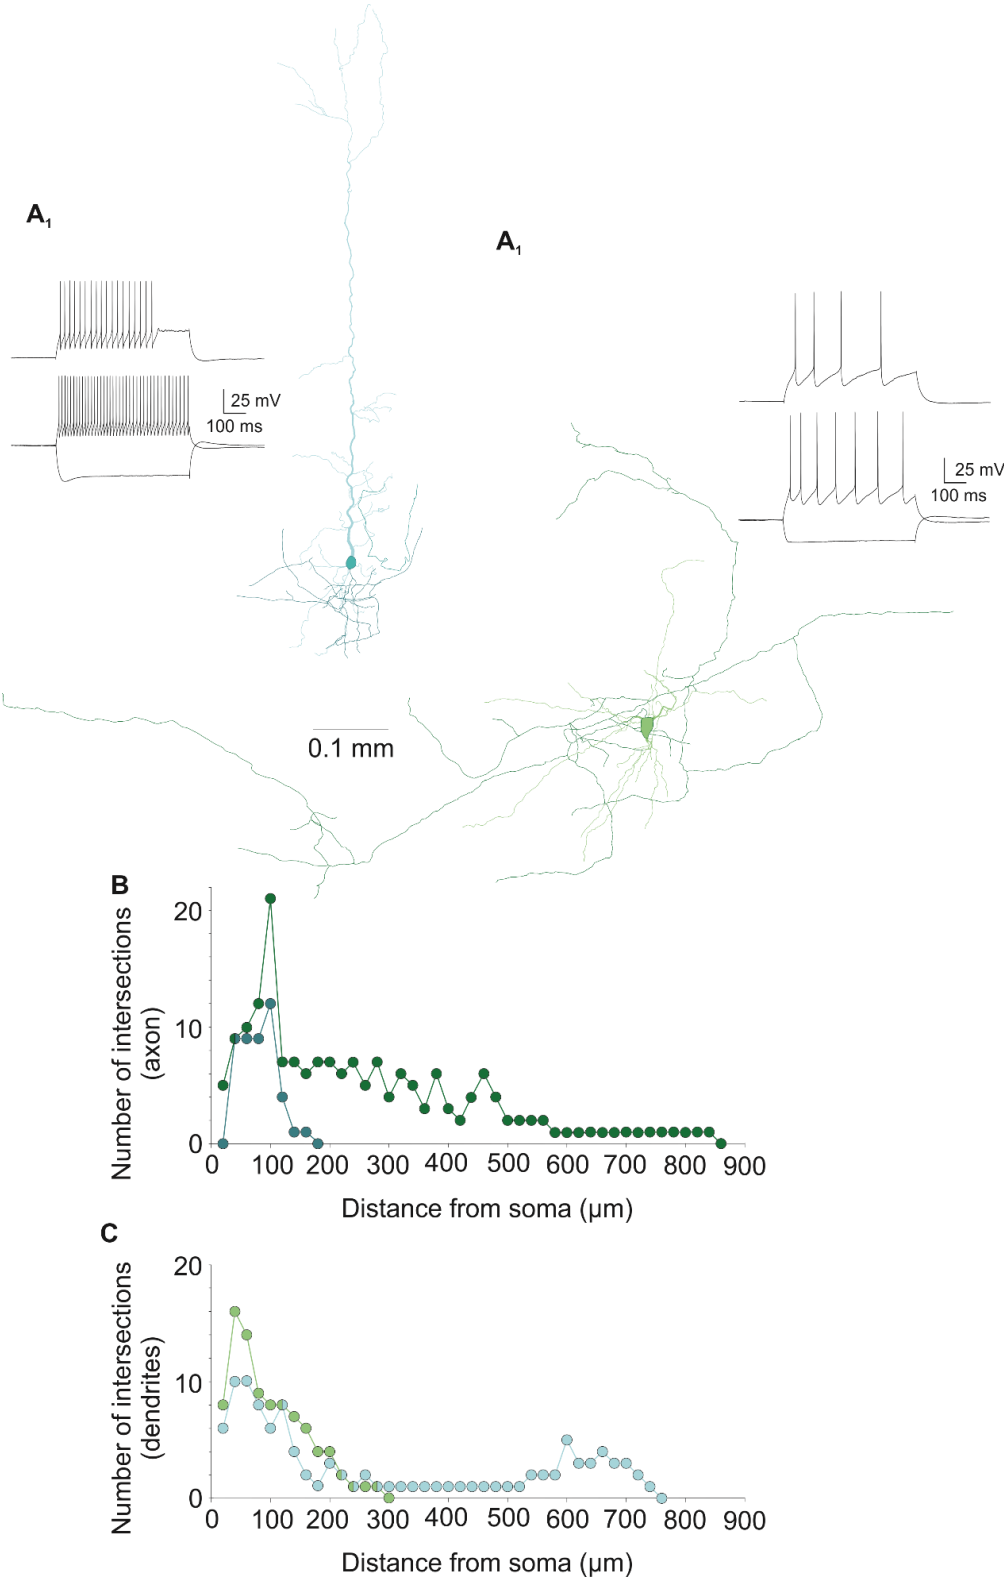 A1
A1
25 mV
100 ms
25 mV
100 ms
0.1 mm
B
Number of intersections
(axon)
20
10
0
0 100 200 300 400 500 600 700 800 900
Distance from soma (µm)
C
Number of intersections
(dendrites)
20
10
0
0 100 200 300 400 500 600 700 800 900
Distance from soma (µm)